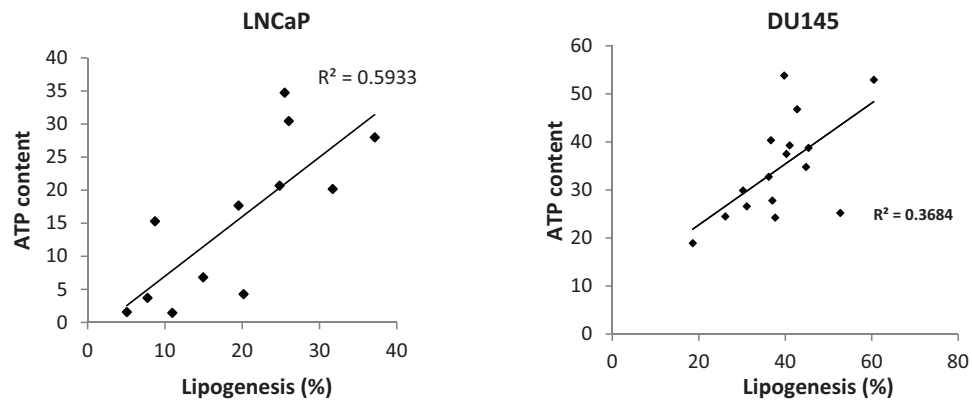 LNCaP
40
35
30
25
20
15
10
5
0
ATP content
R² = 0.5933
0 10 20 30 40
Lipogenesis (%)
DU145
60
50
40
30
20
10
0
ATP content
R² = 0.3684
0 20 40 60 80
Lipogenesis (%)